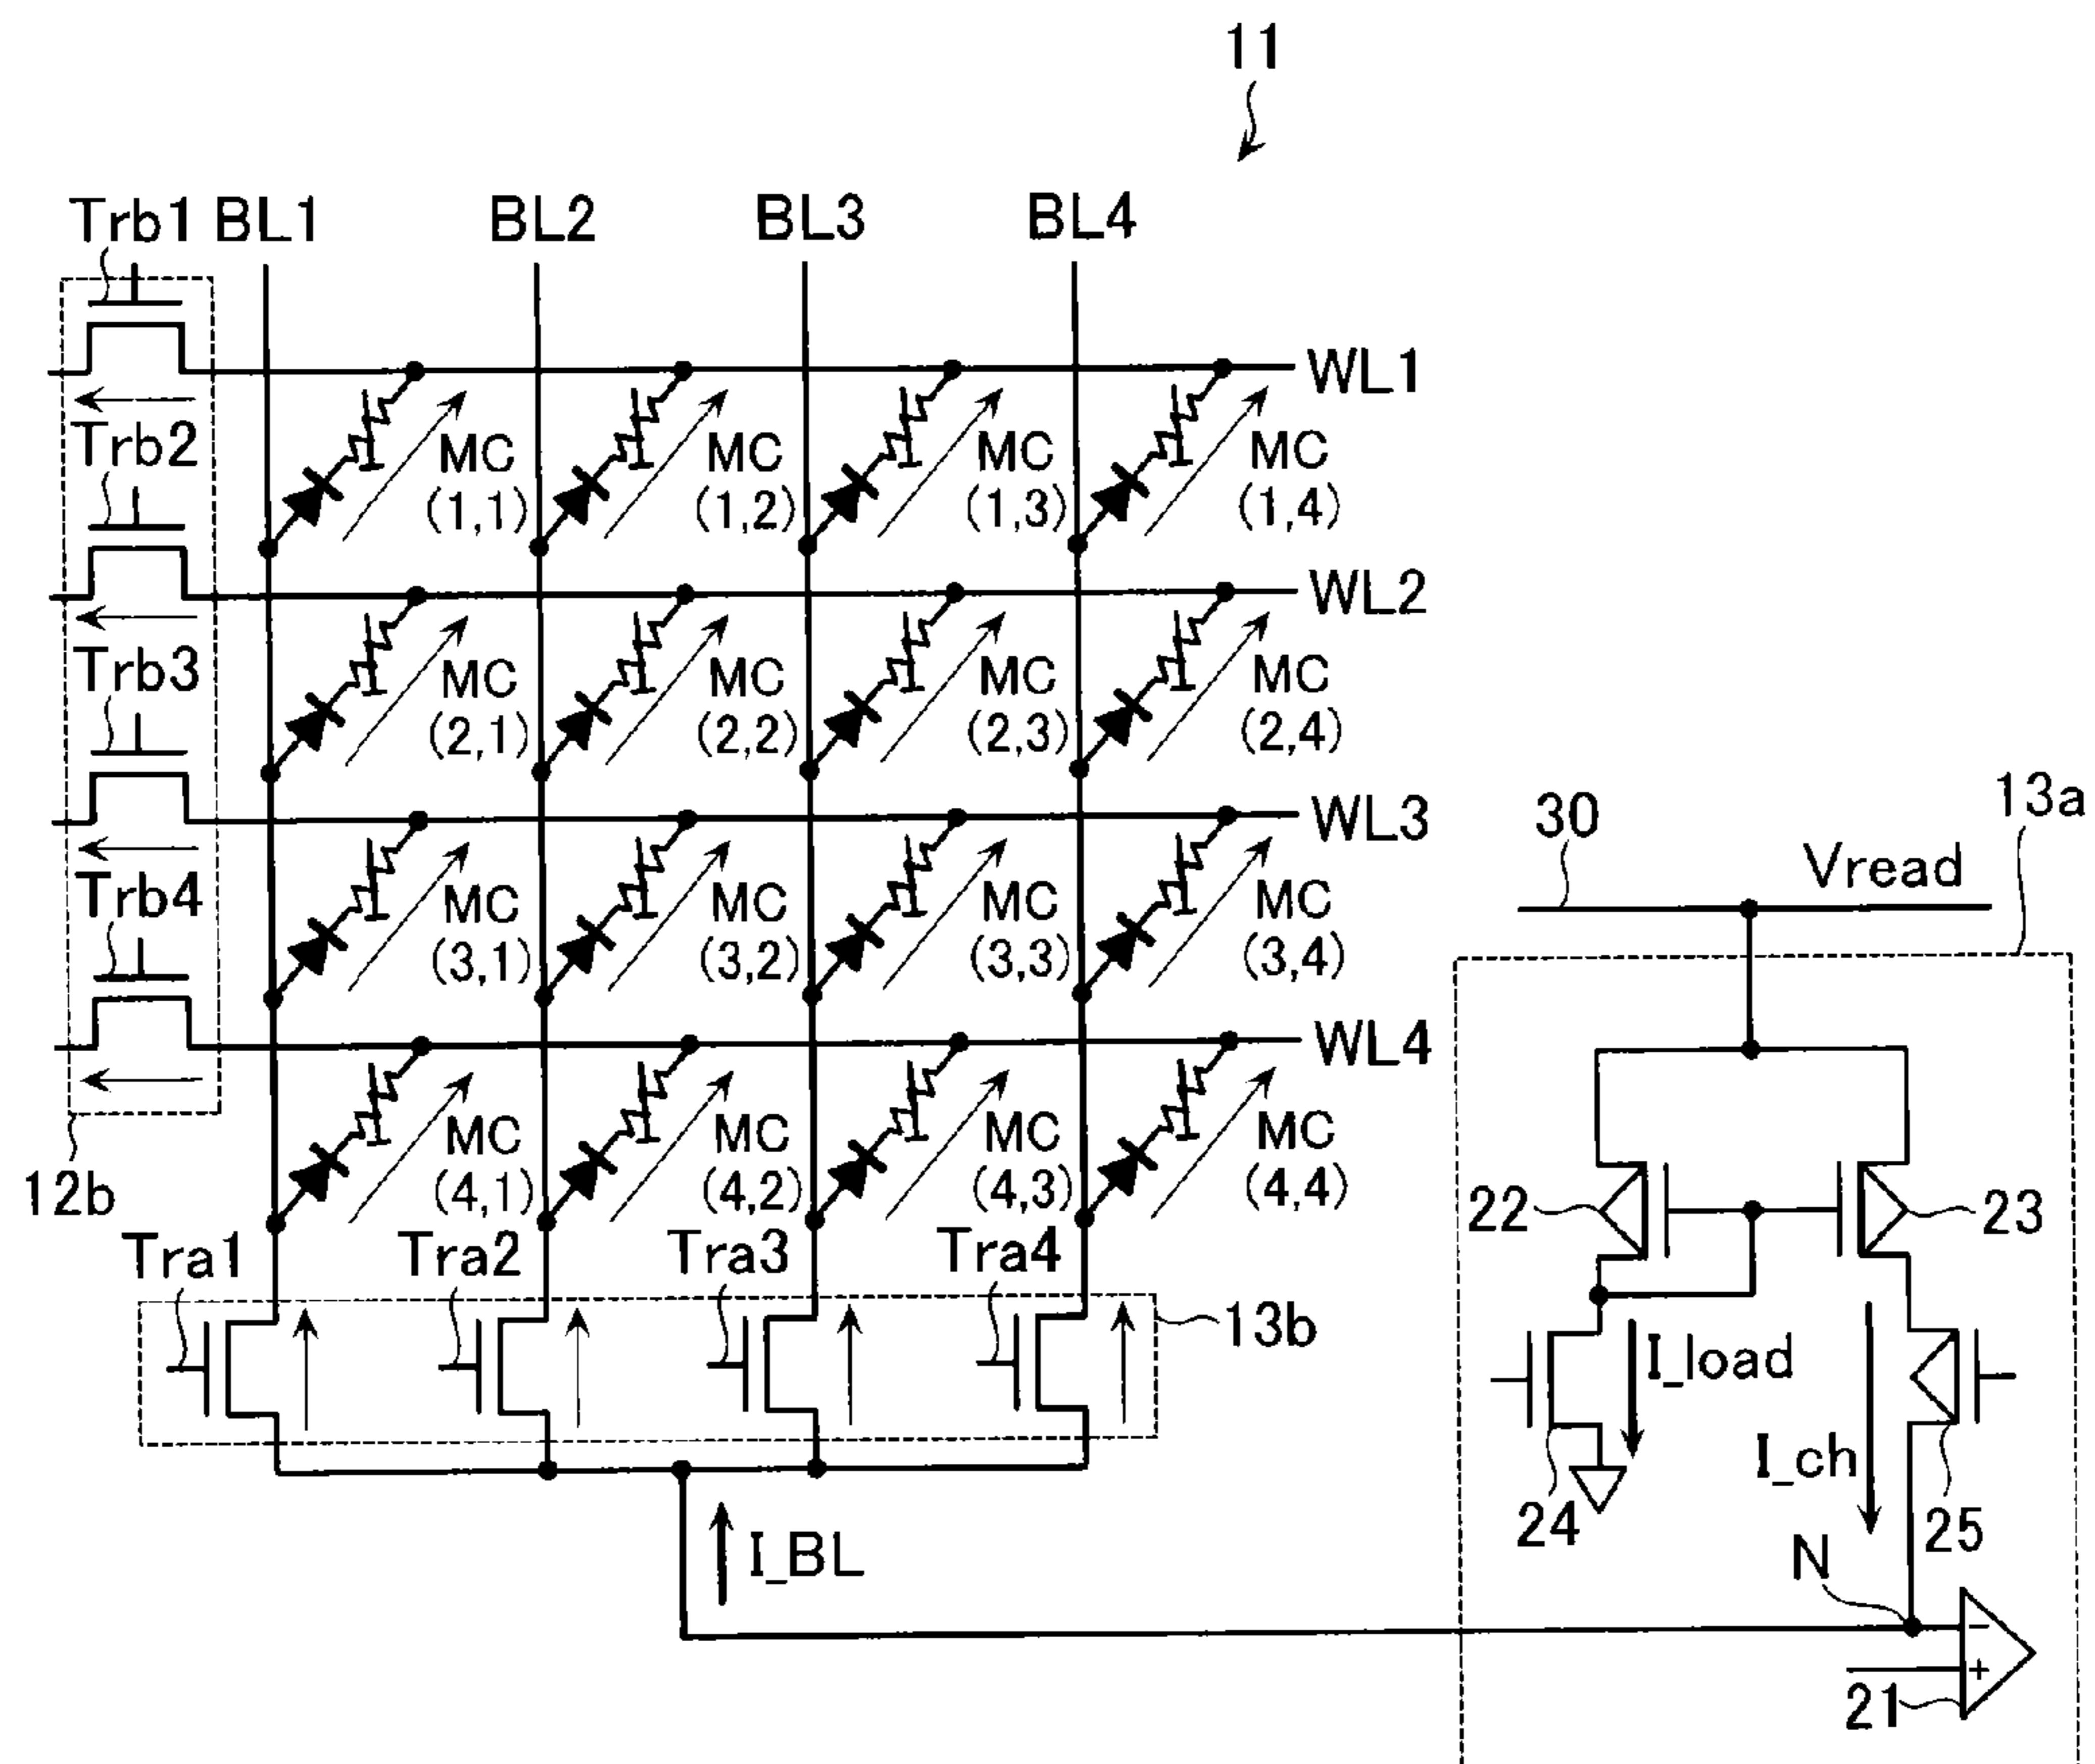 11
Trb1 BL1 BL2 BL3 BL4
WL1
Trb2
MC (1,1) MC (1,2) MC (1,3) MC (1,4)
WL2
Trb3
MC (2,1) MC (2,2) MC (2,3) MC (2,4)
13a
30
Vread
WL3
Trb4
MC (3,1) MC (3,2) MC (3,3) MC (3,4)
WL4
MC (4,1) MC (4,2) MC (4,3) MC (4,4)
12b
22
23
Tra1 Tra2 Tra3 Tra4
13b
I_load
I_ch
24
25
I_BL
N
-
+
21